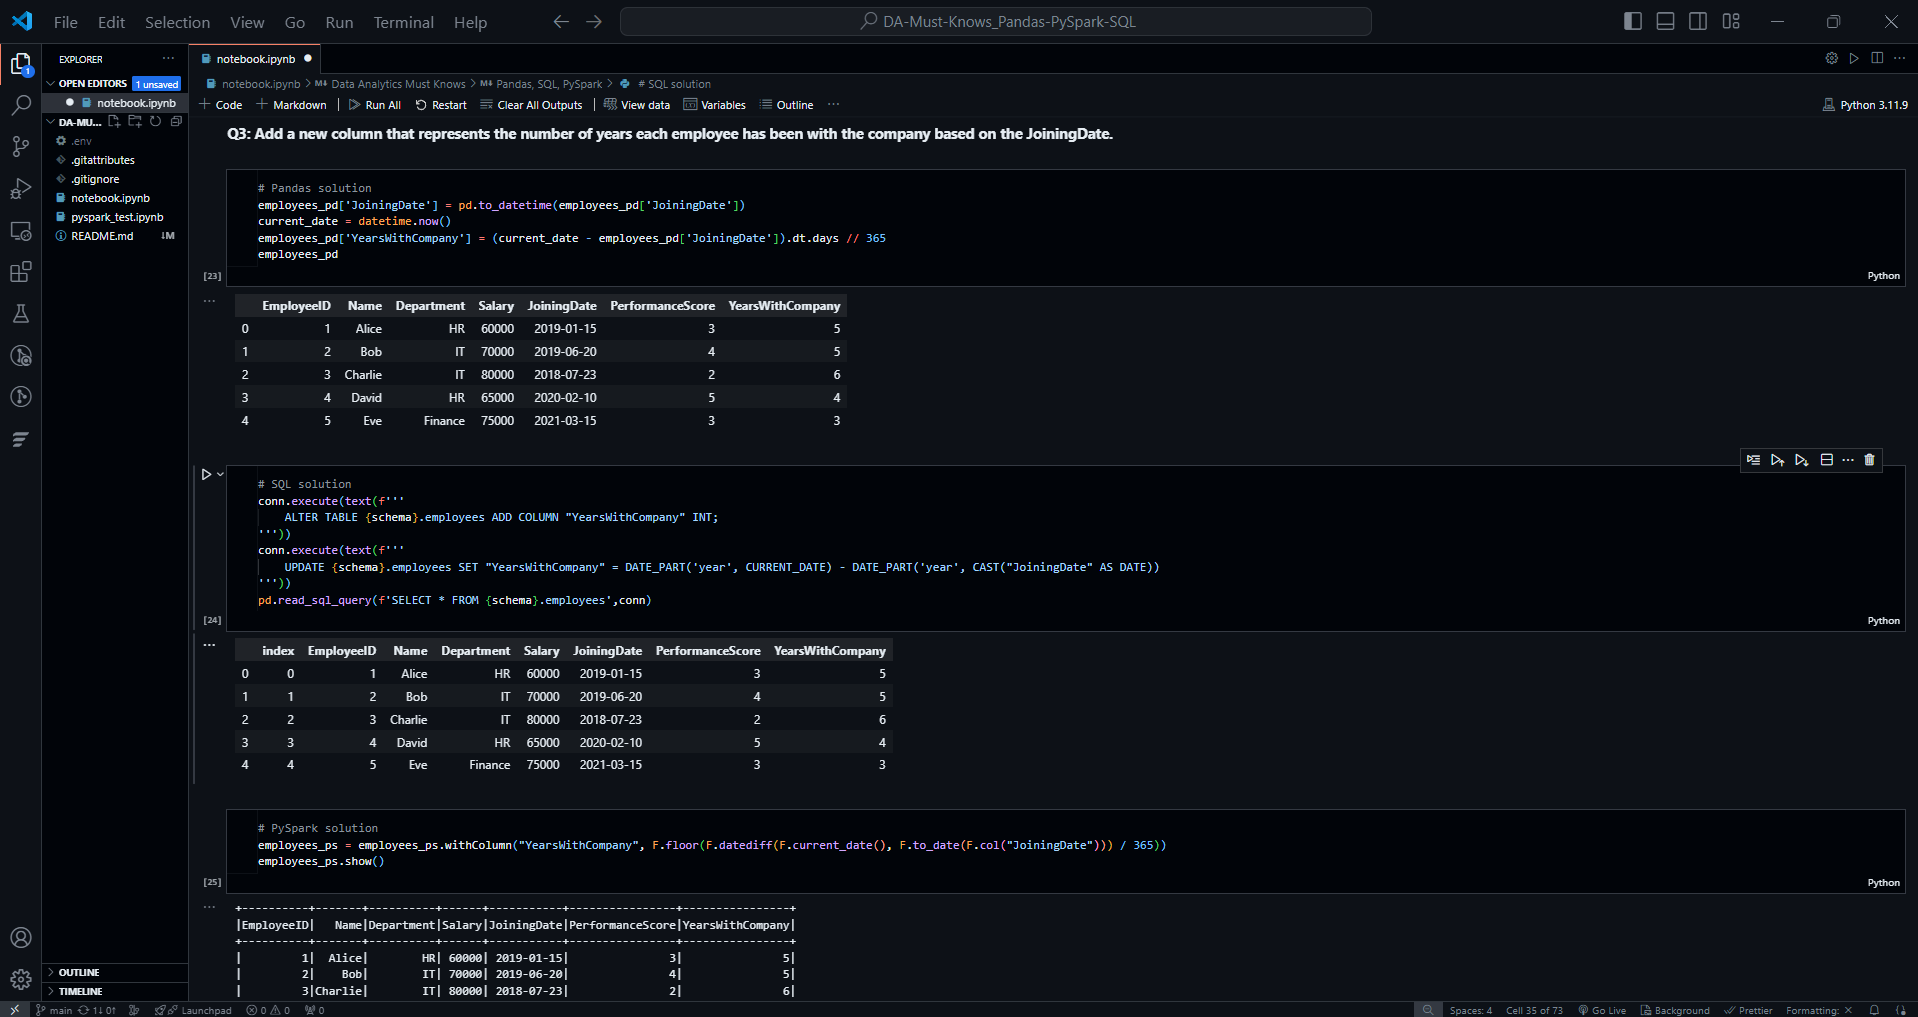 File Edit Selection View Go Run Terminal Help
DA-Must-Knows_Pandas-PySpark-SQL
EXPLORER
OPEN EDITORS 1 unsaved
notebook.ipynb
DA-MU...
.env
.gitattributes
.gitignore
notebook.ipynb
pyspark_test.ipynb
README.md ↓M
OUTLINE
TIMELINE
1
notebook.ipynb
notebook.ipynb > M↓ Data Analytics Must Knows > M↓ Pandas, SQL, PySpark > # SQL solution
+ Code + Markdown | Run All Restart Clear All Outputs | View data Variables Outline ...
Python 3.11.9
Q3: Add a new column that represents the number of years each employee has been with the company based on the JoiningDate.
# Pandas solution
employees_pd['JoiningDate'] = pd.to_datetime(employees_pd['JoiningDate'])
current_date = datetime.now()
employees_pd['YearsWithCompany'] = (current_date - employees_pd['JoiningDate']).dt.days // 365
employees_pd
[23] Python
EmployeeID Name Department Salary JoiningDate PerformanceScore YearsWithCompany
0 1 Alice HR 60000 2019-01-15 3 5
1 2 Bob IT 70000 2019-06-20 4 5
2 3 Charlie IT 80000 2018-07-23 2 6
3 4 David HR 65000 2020-02-10 5 4
4 5 Eve Finance 75000 2021-03-15 3 3
# SQL solution
conn.execute(text(f'''
ALTER TABLE {schema}.employees ADD COLUMN "YearsWithCompany" INT;
'''))
conn.execute(text(f'''
UPDATE {schema}.employees SET "YearsWithCompany" = DATE_PART('year', CURRENT_DATE) - DATE_PART('year', CAST("JoiningDate" AS DATE))
'''))
pd.read_sql_query(f'SELECT * FROM {schema}.employees',conn)
[24] Python
index EmployeeID Name Department Salary JoiningDate PerformanceScore YearsWithCompany
0 0 1 Alice HR 60000 2019-01-15 3 5
1 1 2 Bob IT 70000 2019-06-20 4 5
2 2 3 Charlie IT 80000 2018-07-23 2 6
3 3 4 David HR 65000 2020-02-10 5 4
4 4 5 Eve Finance 75000 2021-03-15 3 3
# PySpark solution
employees_ps = employees_ps.withColumn("YearsWithCompany", F.floor(F.datediff(F.current_date(), F.to_date(F.col("JoiningDate"))) / 365))
employees_ps.show()
[25] Python
+----------+-------+----------+------+-----------+----------------+----------------+
|EmployeeID|   Name|Department|Salary|JoiningDate|PerformanceScore|YearsWithCompany|
+----------+-------+----------+------+-----------+----------------+----------------+
|         1|  Alice|        HR| 60000| 2019-01-15|               3|               5|
|         2|    Bob|        IT| 70000| 2019-06-20|               4|               5|
|         3|Charlie|        IT| 80000| 2018-07-23|               2|               6|
main 1↓ 0↑ Launchpad 0 0 0 Spaces: 4 Cell 35 of 73 Go Live Background Prettier Formatting: ✕